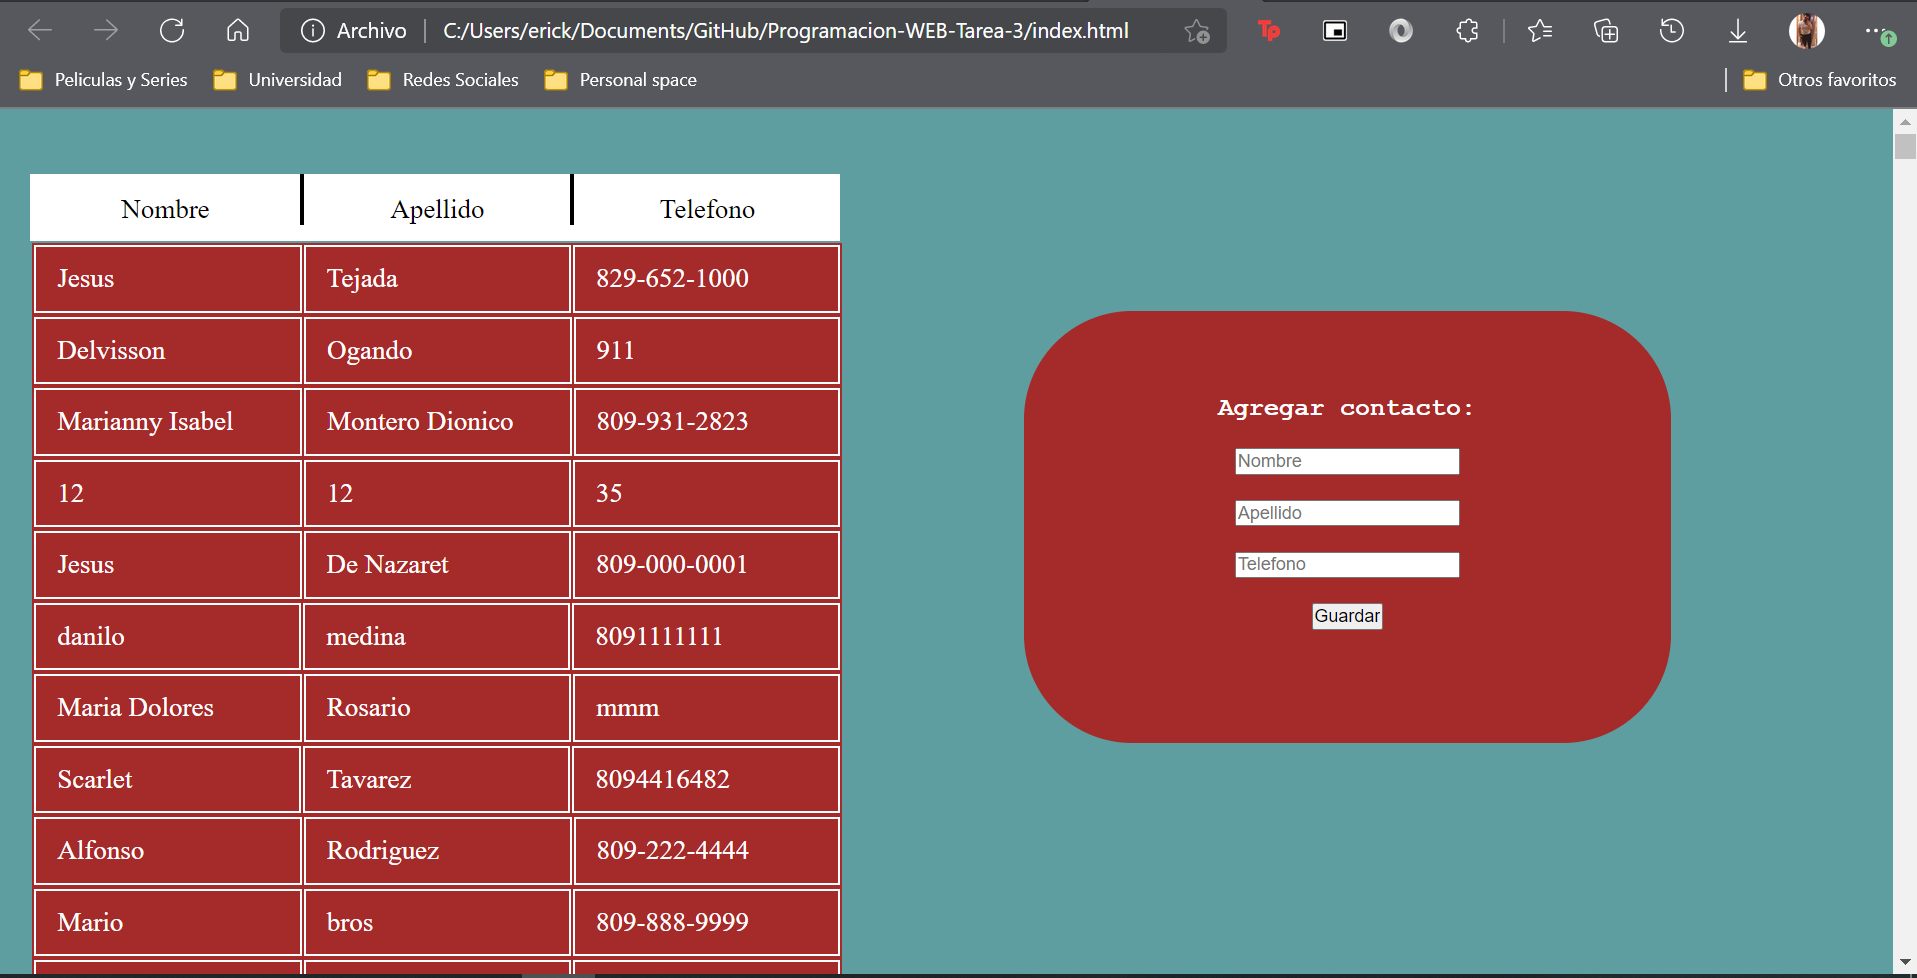 Archivo C:/Users/erick/Documents/GitHub/Programacion-WEB-Tarea-3/index.html Tp
Peliculas y Series Universidad Redes Sociales Personal space Otros favoritos
Nombre Apellido Telefono
Jesus Tejada 829-652-1000
Delvisson Ogando 911
Marianny Isabel Montero Dionico 809-931-2823
12 12 35
Jesus De Nazaret 809-000-0001
danilo medina 8091111111
Maria Dolores Rosario mmm
Scarlet Tavarez 8094416482
Alfonso Rodriguez 809-222-4444
Mario bros 809-888-9999
Agregar contacto:
Nombre
Apellido
Telefono
Guardar